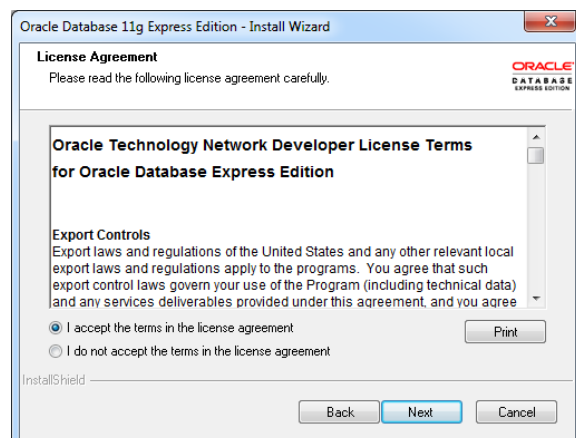 Oracle Database 11g Express Edition - Install Wizard
License Agreement
Please read the following license agreement carefully.
ORACLE
DATABASE
EXPRESS EDITION
Oracle Technology Network Developer License Terms
for Oracle Database Express Edition
Export Controls
Export laws and regulations of the United States and any other relevant local
export laws and regulations apply to the programs.  You agree that such
export control laws govern your use of the Program (including technical data)
and any services deliverables provided under this agreement, and you agree
I accept the terms in the license agreement
Print
I do not accept the terms in the license agreement
InstallShield
Back
Next
Cancel